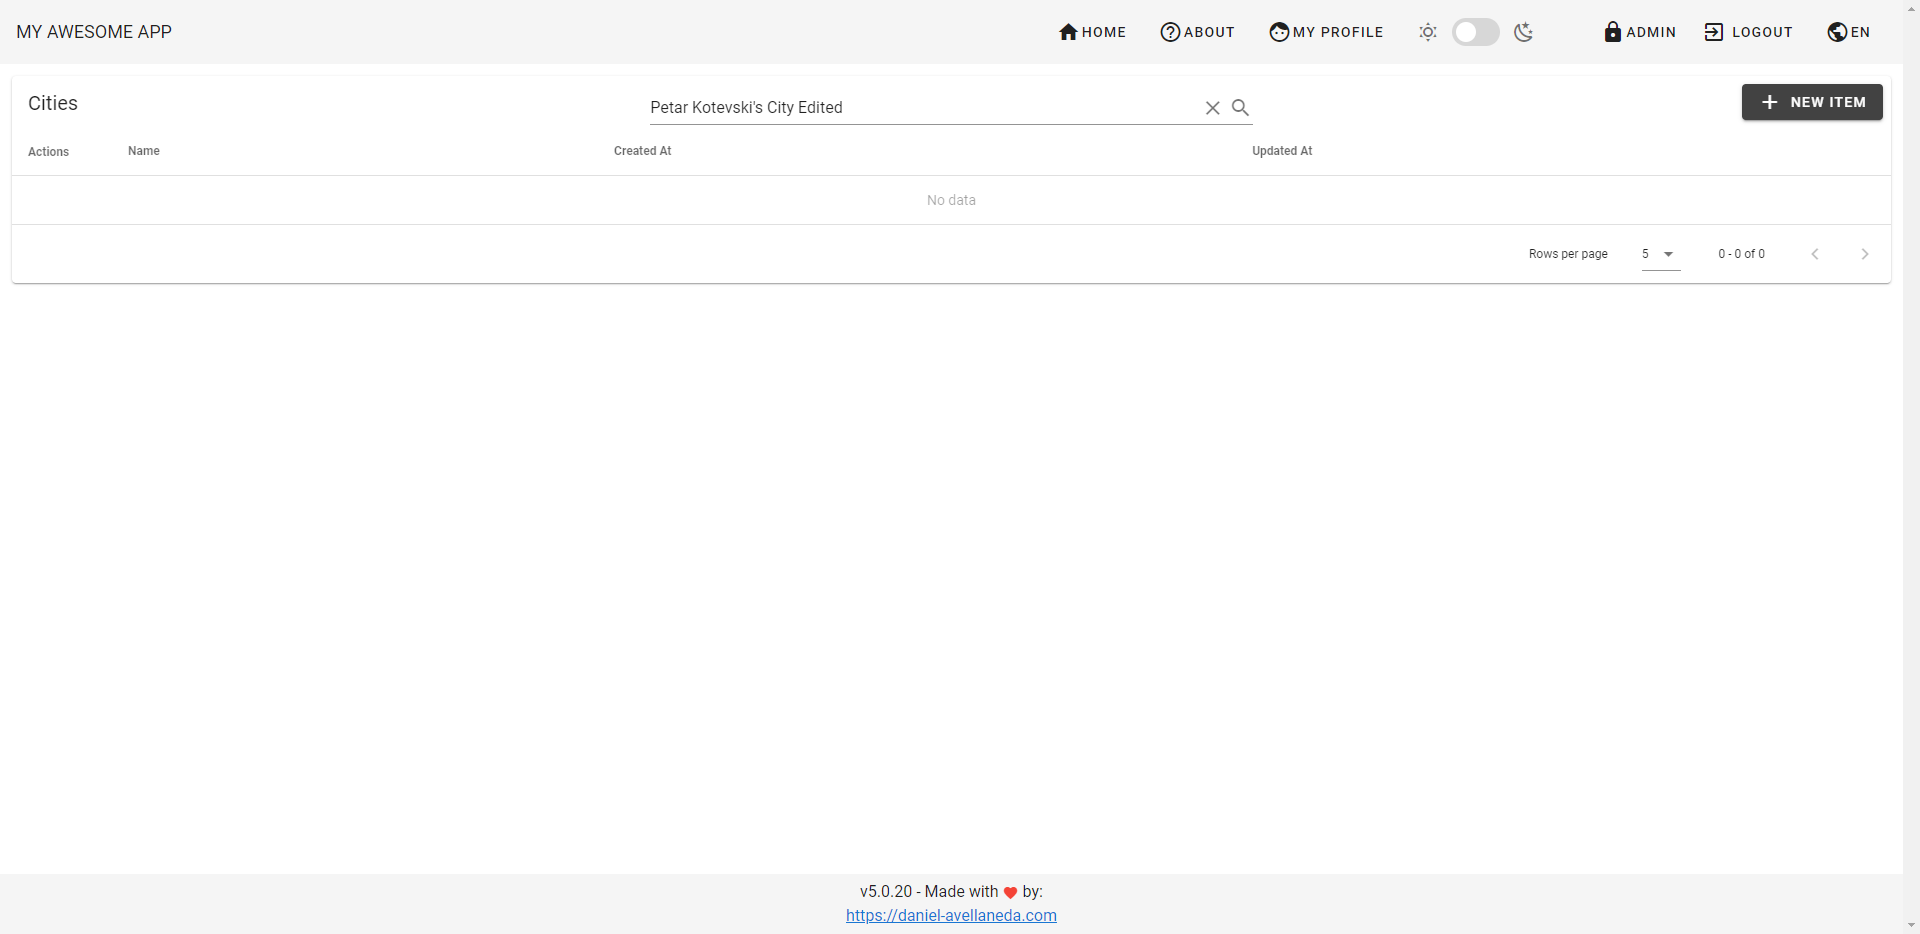 MY AWESOME APP
HOME
ABOUT
MY PROFILE
ADMIN
LOGOUT
EN
Cities
Petar Kotevski's City Edited
NEW ITEM
Actions
Name
Created At
Updated At
No data
Rows per page
5
0 - 0 of 0
v5.0.20 - Made with ❤ by:
https://daniel-avellaneda.com